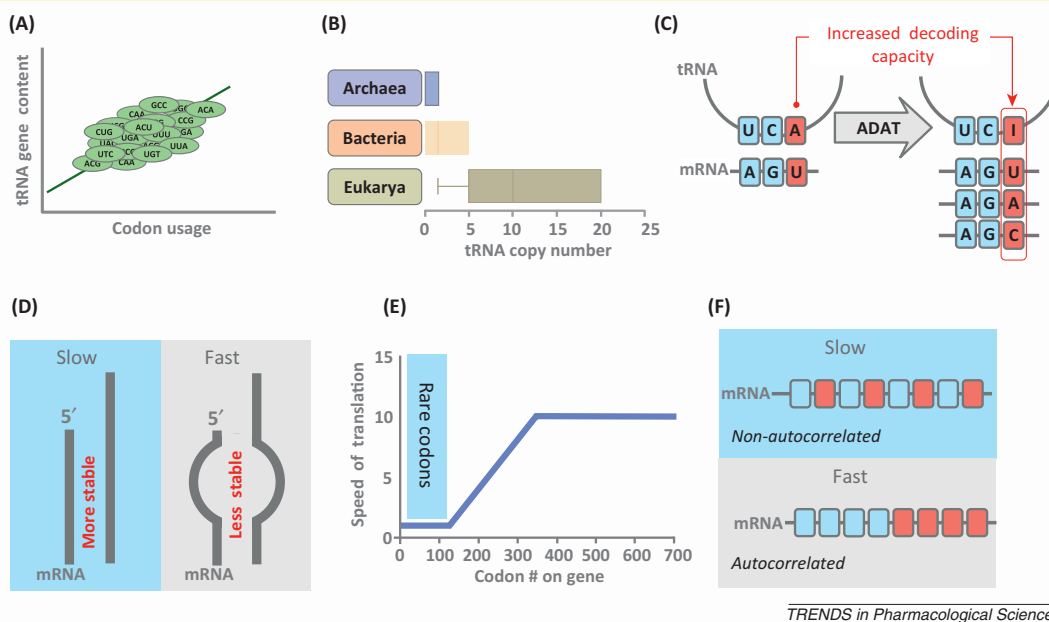 (A)
tRNA gene content
GCC
CAA
ACA
CCG
CUG
ACU
UGA
UUU
GA
UUA
UTC
UGT
ACG
CAA
Codon usage
(B)
Archaea
Bacteria
Eukarya
0 5 10 15 20 25
tRNA copy number
(C)
Increased decoding
capacity
tRNA
U C A
mRNA
A G U
ADAT
U C I
A G U
A G A
A G C
(D)
Slow
5′
More stable
mRNA
Fast
5′
Less stable
mRNA
(E)
Speed of translation
15
10
5
0
Rare codons
0 100 200 300 400 500 600 700
Codon # on gene
(F)
Slow
mRNA
Non-autocorrelated
Fast
mRNA
Autocorrelated
TRENDS in Pharmacological Science